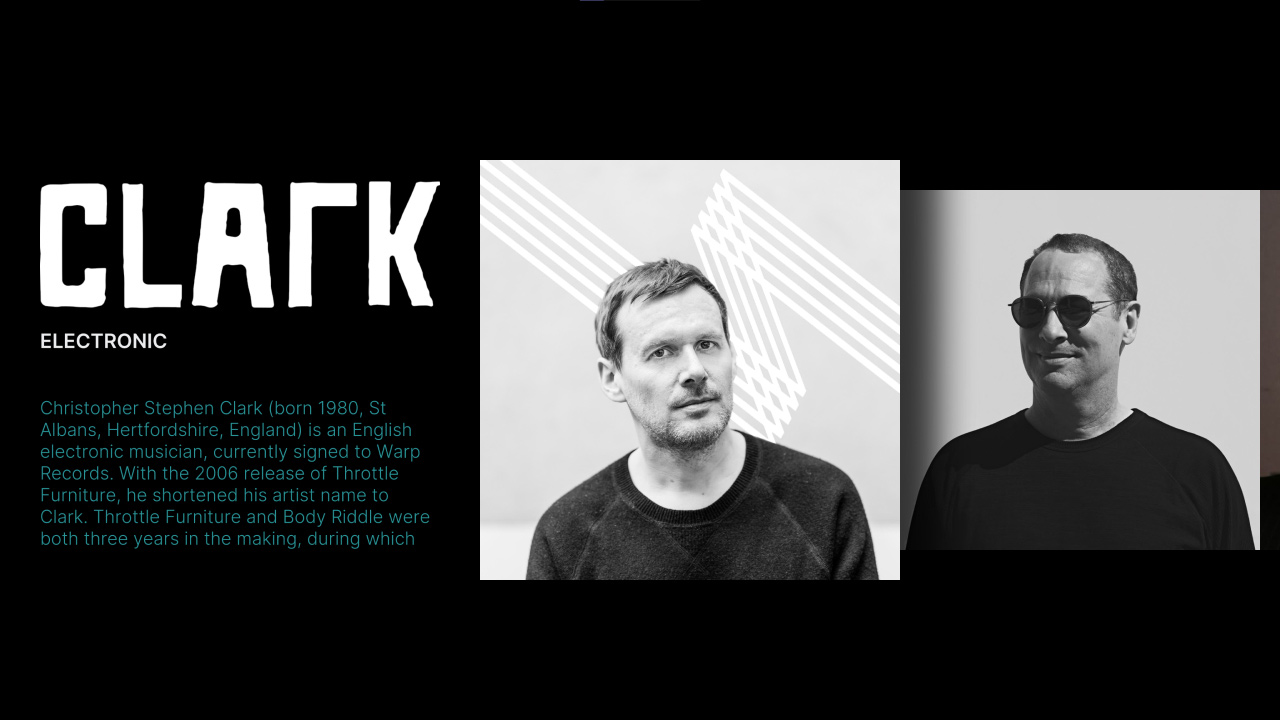 CLARK
ELECTRONIC
Christopher Stephen Clark (born 1980, St
Albans, Hertfordshire, England) is an English
electronic musician, currently signed to Warp
Records. With the 2006 release of Throttle
Furniture, he shortened his artist name to
Clark. Throttle Furniture and Body Riddle were
both three years in the making, during which